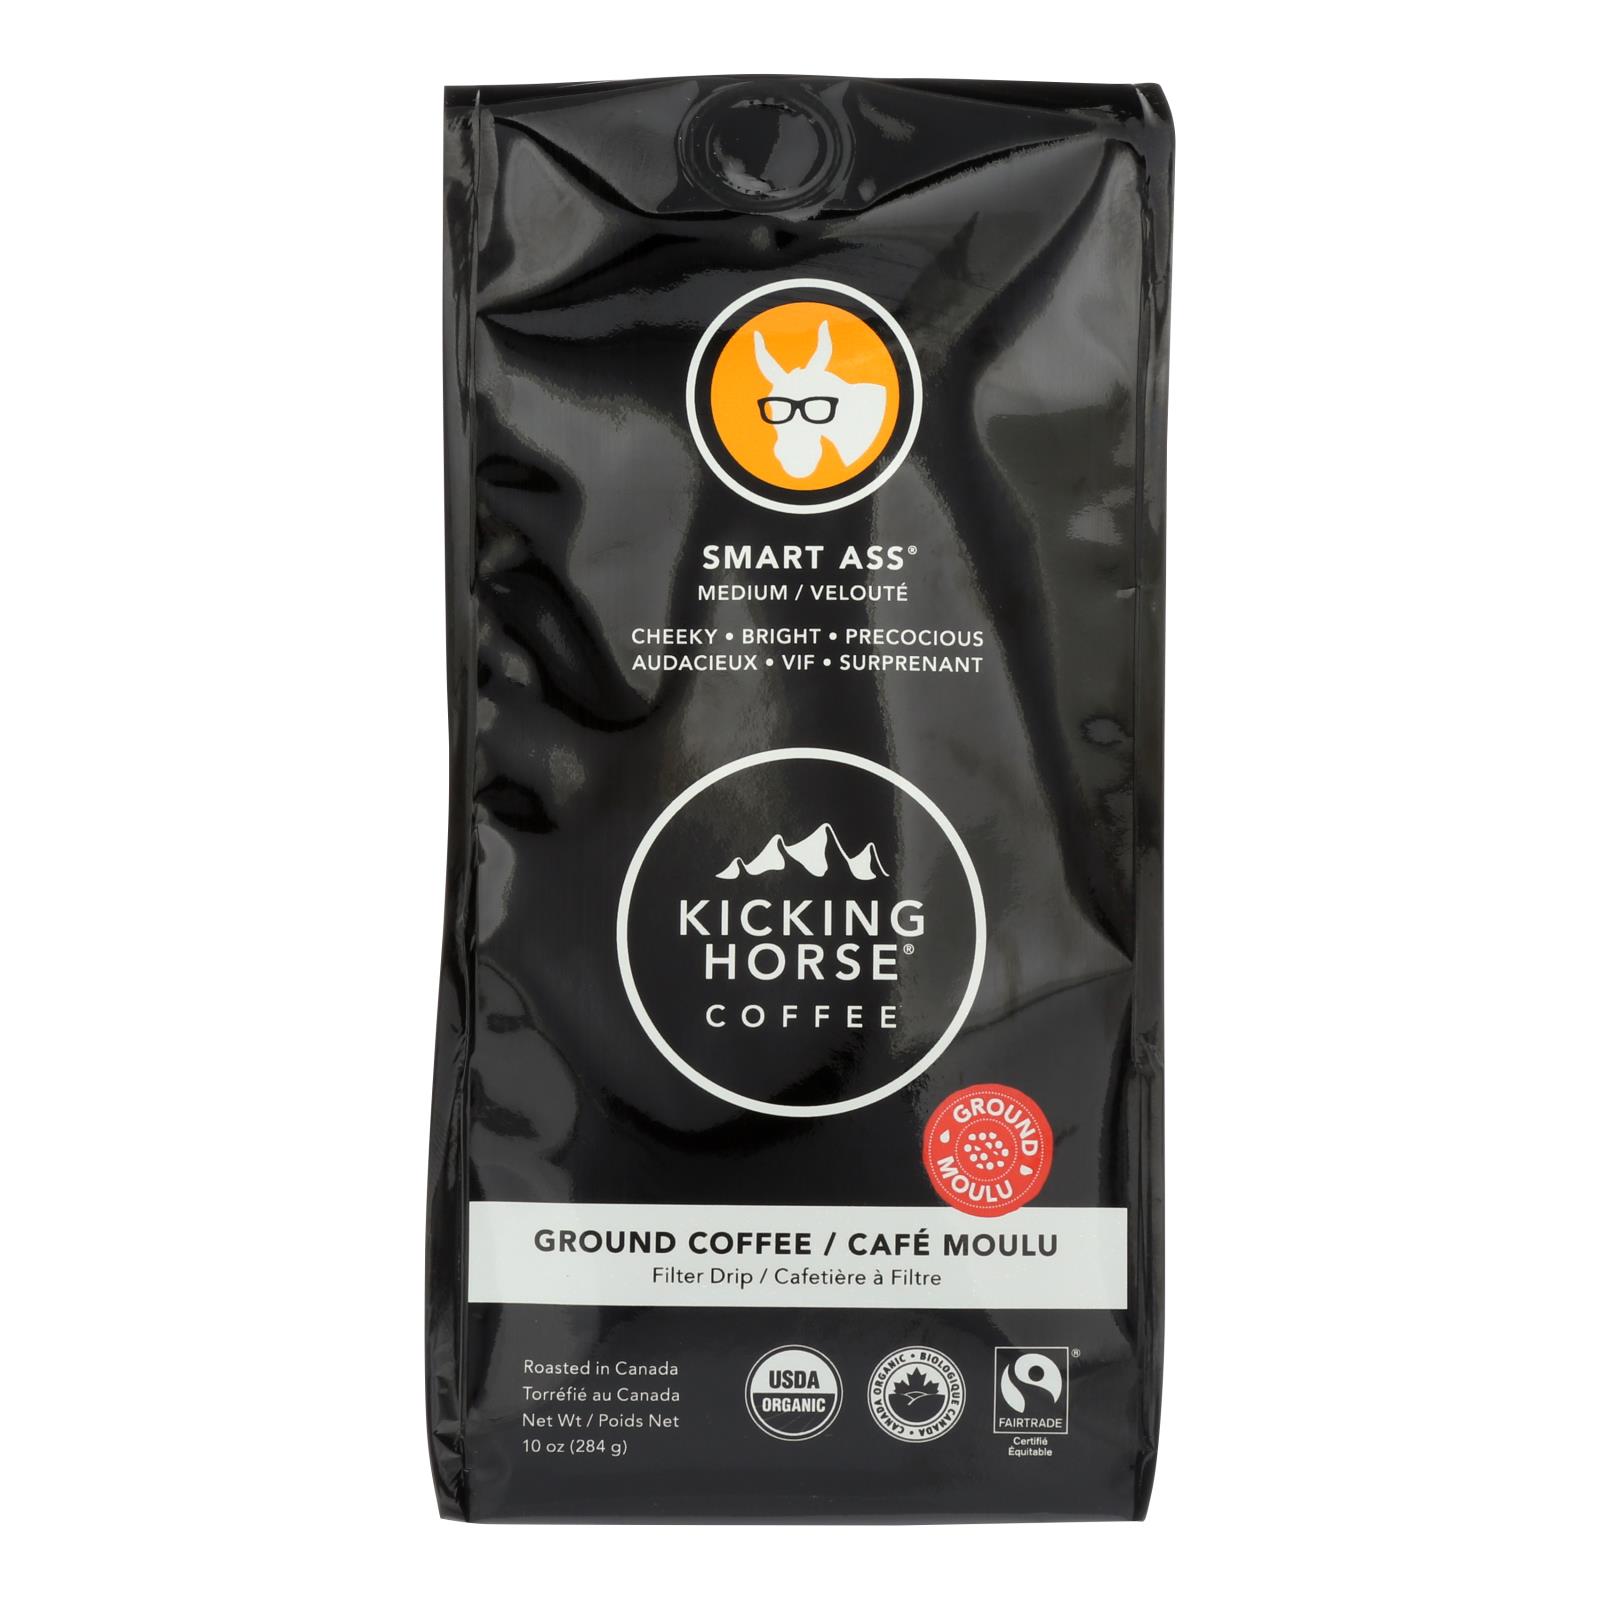 SMART ASS®
MEDIUM / VELOUTÉ
CHEEKY • BRIGHT • PRECOCIOUS
AUDACIEUX • VIF • SURPRENANT
KICKING
HORSE®
COFFEE
GROUND
MOULU
GROUND COFFEE / CAFÉ MOULU
Filter Drip / Cafetière à Filtre
Roasted in Canada
Torréfié au Canada
Net Wt / Poids Net
10 oz (284 g)
USDA
ORGANIC
CANADA ORGANIC • BIOLOGIQUE CANADA •
FAIRTRADE
®
Certifié
Équitable